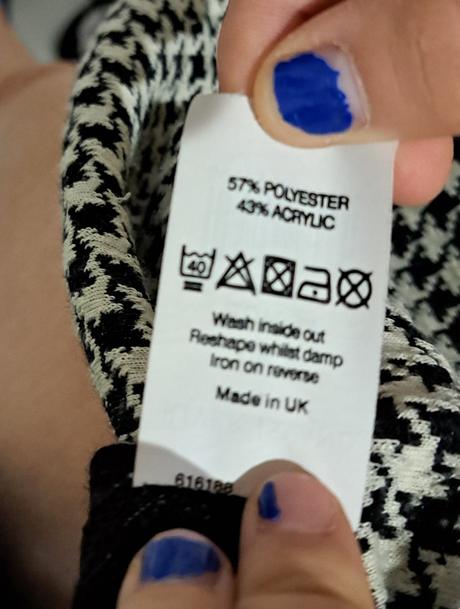 57% POLYESTER
43% ACRYLIC
40
Wash inside out
Reshape whilst damp
Iron on reverse
Made in UK
616188